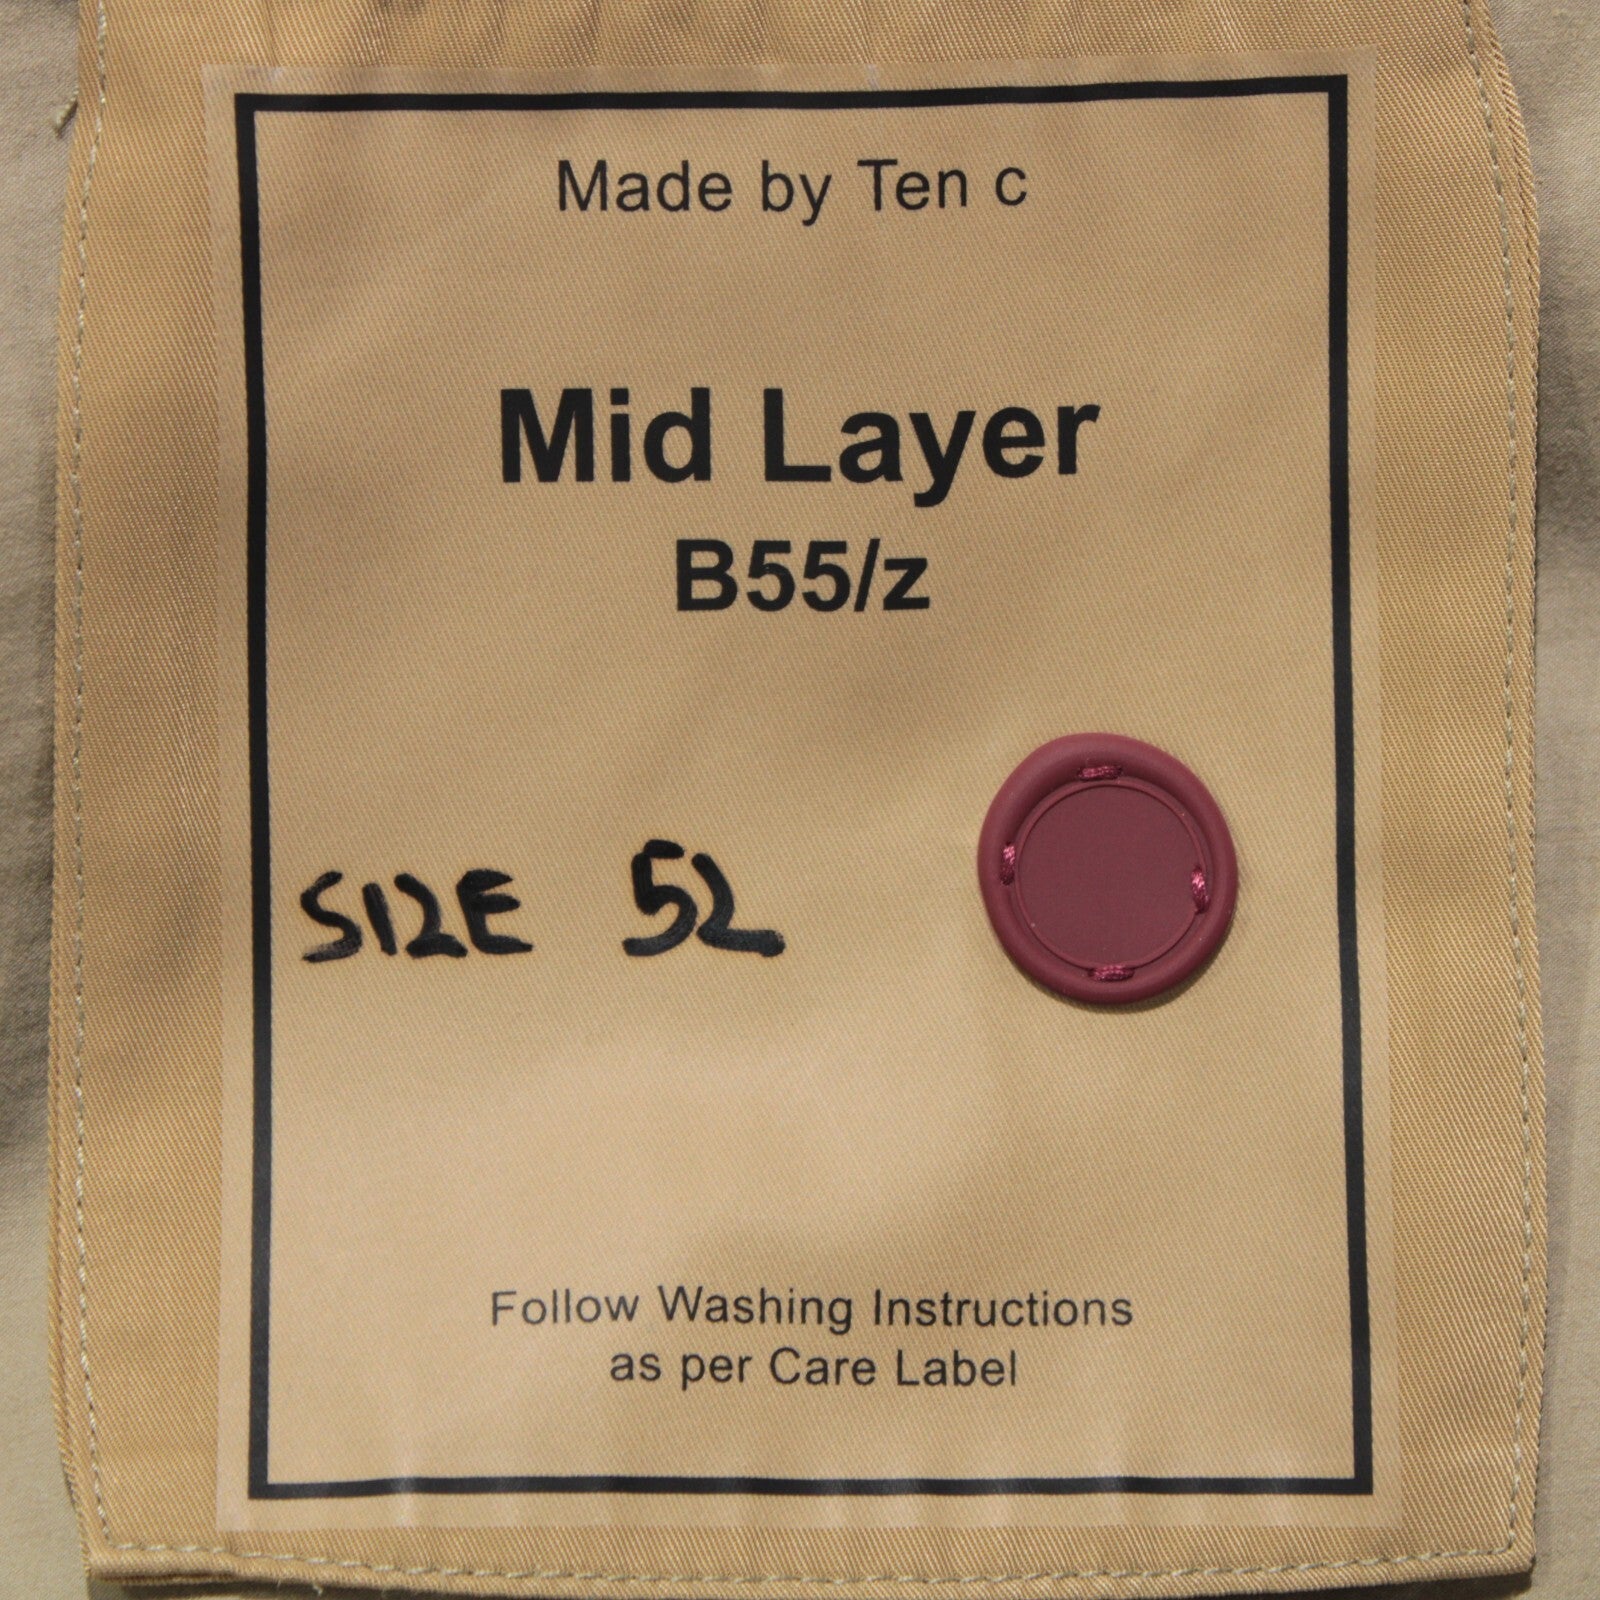 Made by Ten c
Mid Layer
B55/z
SIZE 52
Follow Washing Instructions
as per Care Label